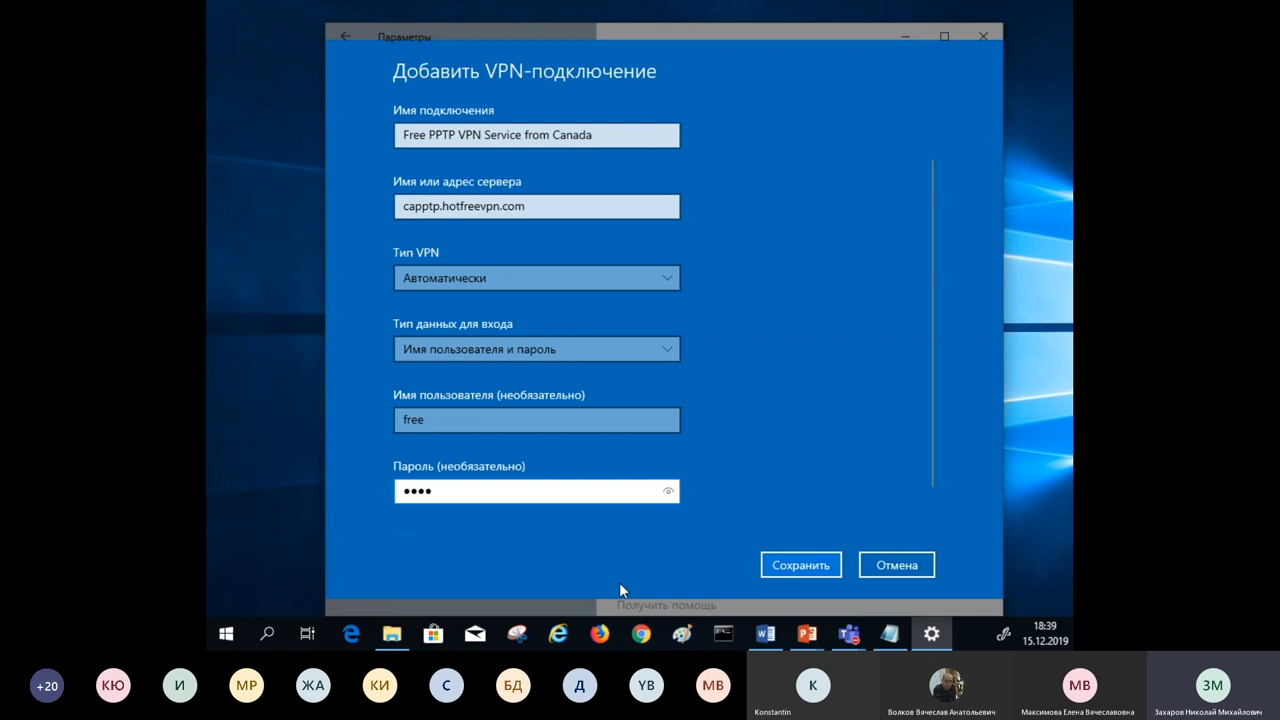 Параметры
Добавить VPN-подключение
Имя подключения
Free PPTP VPN Service from Canada
Имя или адрес сервера
capptp.hotfreevpn.com
Тип VPN
Автоматически
Тип данных для входа
Имя пользователя и пароль
Имя пользователя (необязательно)
free
Пароль (необязательно)
••••
Сохранить
Отмена
Получить помощь
18:39
15.12.2019
+20
КЮ
И
МР
ЖА
КИ
С
БД
Д
YB
МВ
K
МВ
ЗМ
Konstantin
Волков Вячеслав Анатольевич
Максимова Елена Вячеславовна
Захаров Николай Михайлович